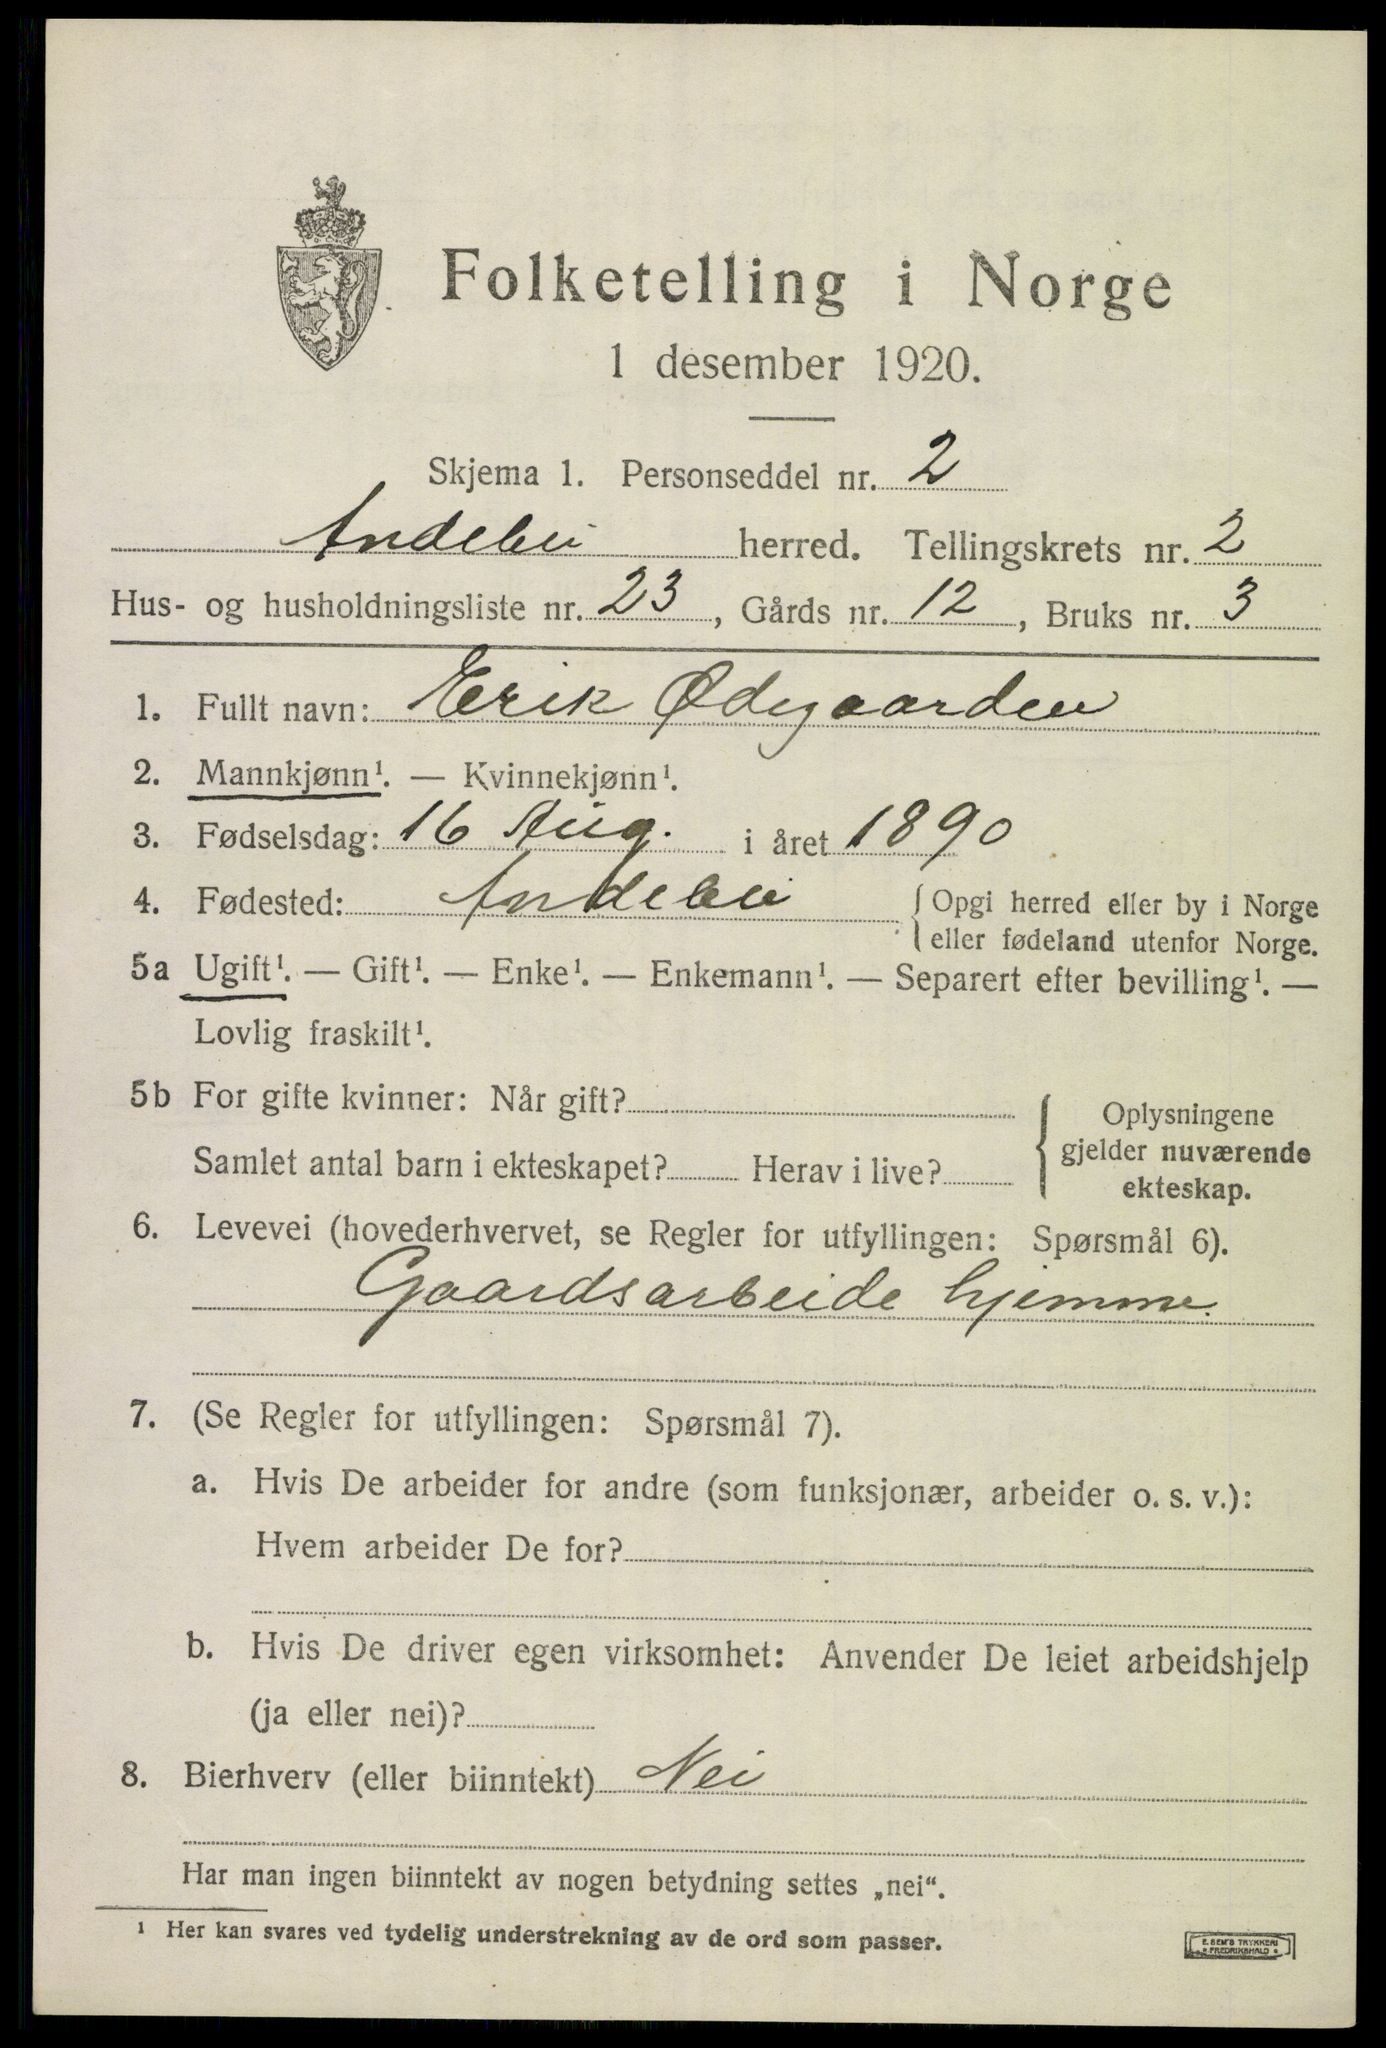 Folketelling i Norge
1 desember 1920.
Skjema 1. Personseddel nr. 2
Andebu herred. Tellingskrets nr. 2
Hus- og husholdningsliste nr. 23, Gårds nr. 12, Bruks nr. 3
1. Fullt navn: Erik Ødegaarden
2. Mannkjønn¹. — Kvinnekjønn¹.
3. Fødselsdag: 16 Aug. i året 1890
4. Fødested: Andebu { Opgi herred eller by i Norge
eller fødeland utenfor Norge.
5a Ugift¹. — Gift¹. — Enke¹. — Enkemann¹. — Separert efter bevilling¹. —
Lovlig fraskilt¹.
5b For gifte kvinner: Når gift?
Samlet antal barn i ekteskapet? Herav i live?
{ Oplysningene
gjelder nuværende
ekteskap.
6. Levevei (hovederhvervet, se Regler for utfyllingen: Spørsmål 6).
Gaardsarbeide hjemme.
7. (Se Regler for utfyllingen: Spørsmål 7).
a. Hvis De arbeider for andre (som funksjonær, arbeider o. s. v.):
Hvem arbeider De for?
b. Hvis De driver egen virksomhet: Anvender De leiet arbeidshjelp
(ja eller nei)?
8. Bierhverv (eller biinntekt) Nei
Har man ingen biinntekt av nogen betydning settes „nei“.
¹ Her kan svares ved tydelig understrekning av de ord som passer.
E. SEM'S TRYKKERI
FREDRIKSHALD